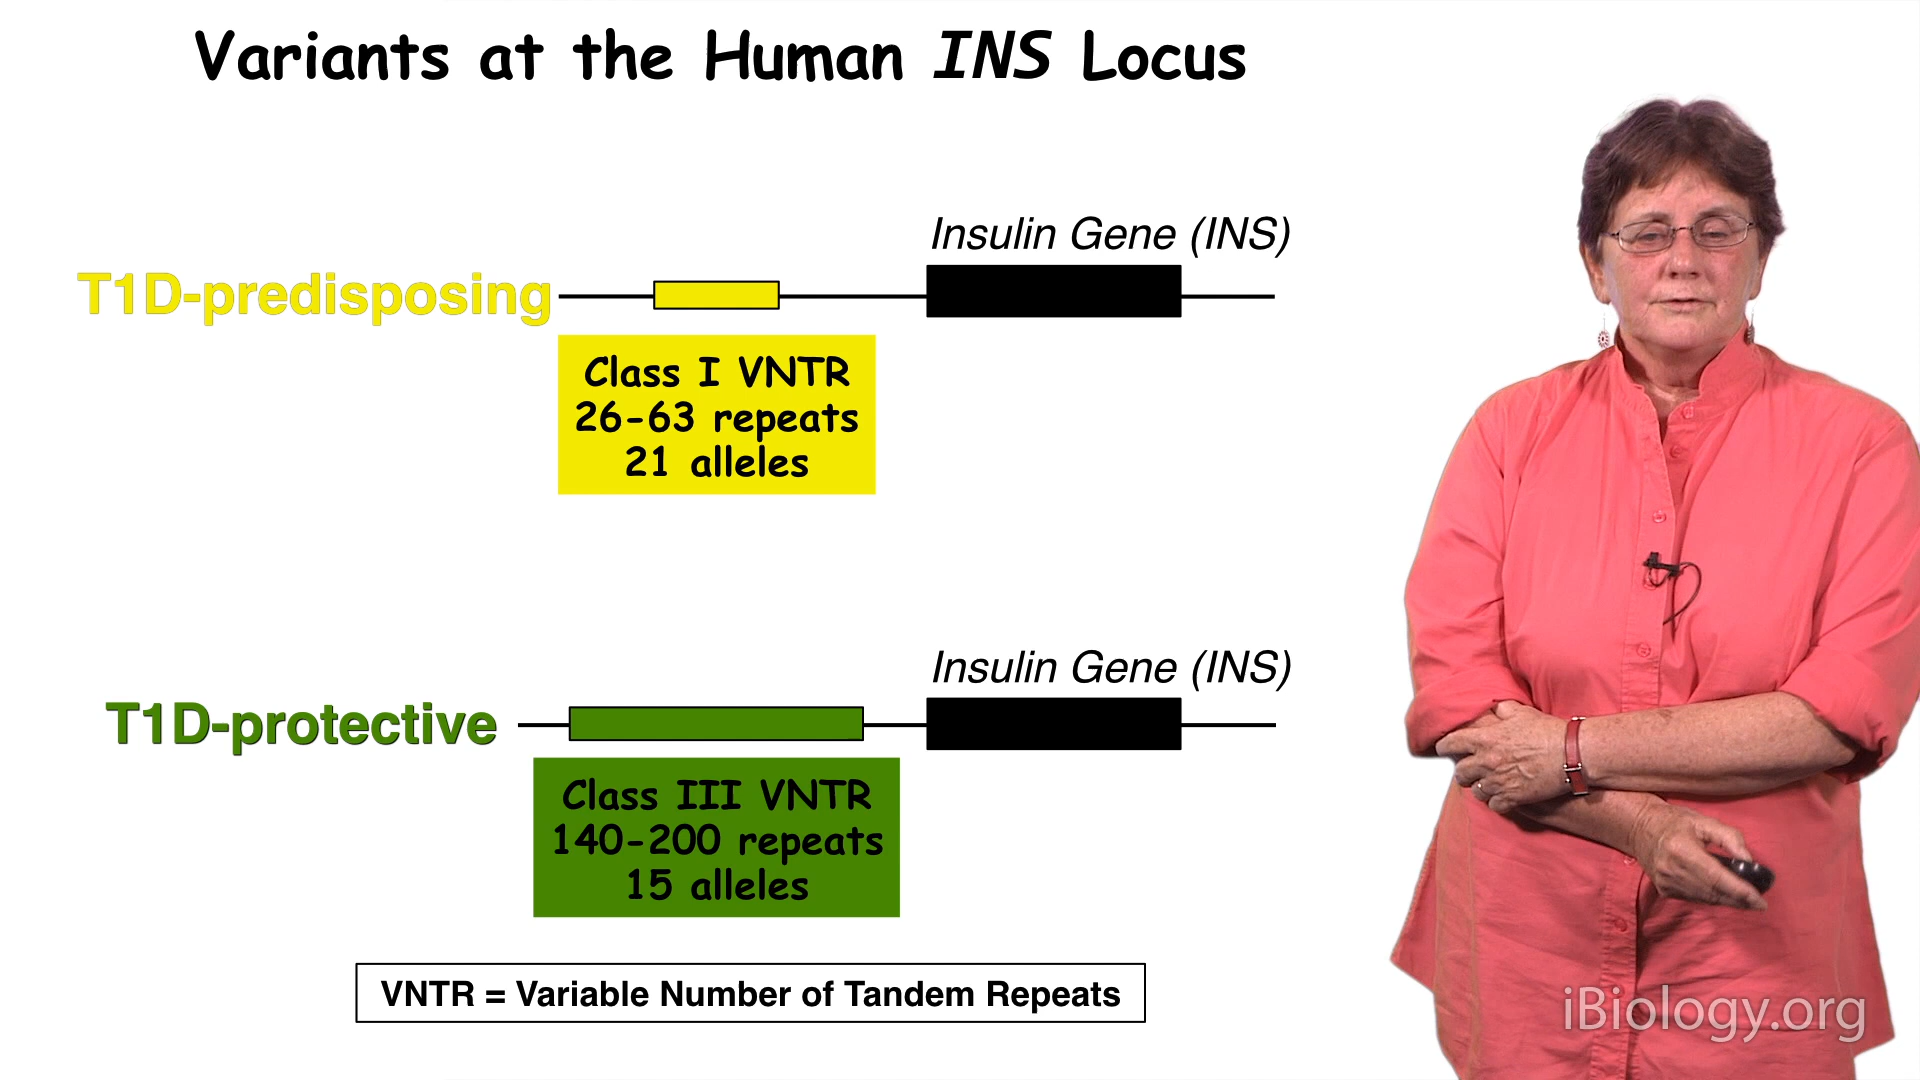 Variants at the Human INS Locus
Insulin Gene (INS)
T1D-predisposing
Class I VNTR
26-63 repeats
21 alleles
Insulin Gene (INS)
T1D-protective
Class III VNTR
140-200 repeats
15 alleles
VNTR = Variable Number of Tandem Repeats
iBiology.org